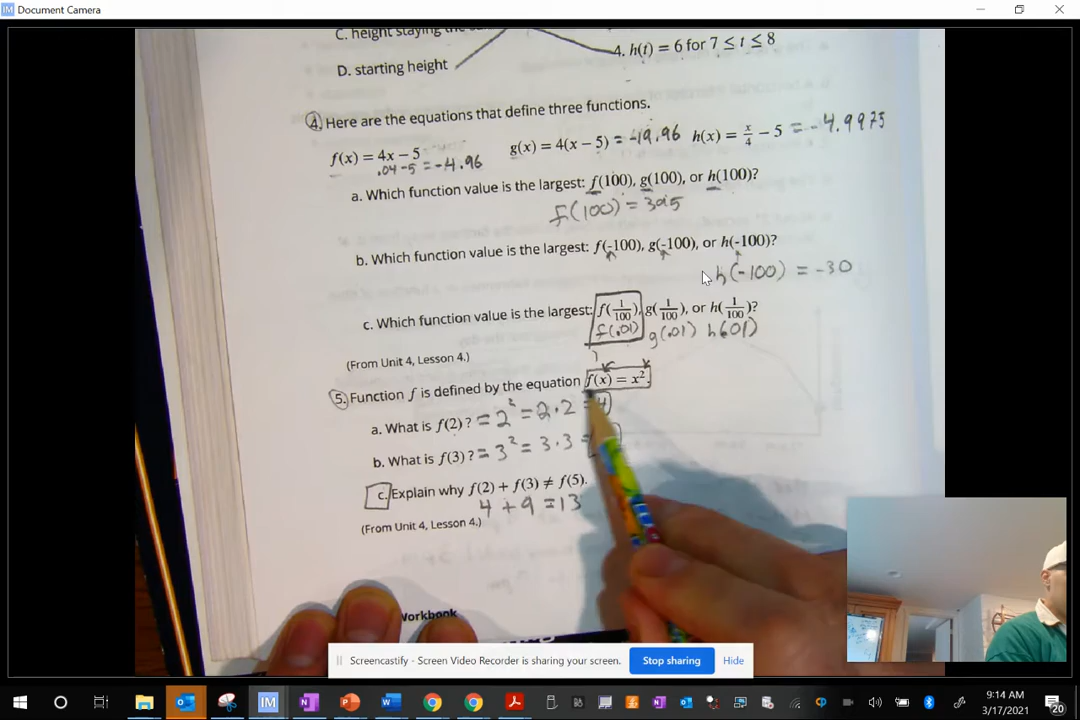 Document Camera
C. height staying the
4. h(t) = 6 for 7 ≤ t ≤ 8
D. starting height
4. Here are the equations that define three functions.
f(x) = 4x − 5 g(x) = 4(x − 5) = -19.96 h(x) = x/4 − 5 = -4.9975
.04 -5 = -4.96
a. Which function value is the largest: f(100), g(100), or h(100)?
f(100) = 395
b. Which function value is the largest: f(−100), g(−100), or h(−100)?
h(-100) = -30
c. Which function value is the largest: f(1/100), g(1/100), or h(1/100)?
f(.01) g(.01) h(.01)
(From Unit 4, Lesson 4.)
5. Function f is defined by the equation f(x) = x².
a. What is f(2)? = 2² = 2·2 = 4
b. What is f(3)? = 3² = 3·3 =
c. Explain why f(2) + f(3) ≠ f(5).
4 + 9 = 13
(From Unit 4, Lesson 4.)
Workbook
Screencastify - Screen Video Recorder is sharing your screen.
Stop sharing
Hide
9:14 AM
3/17/2021
20